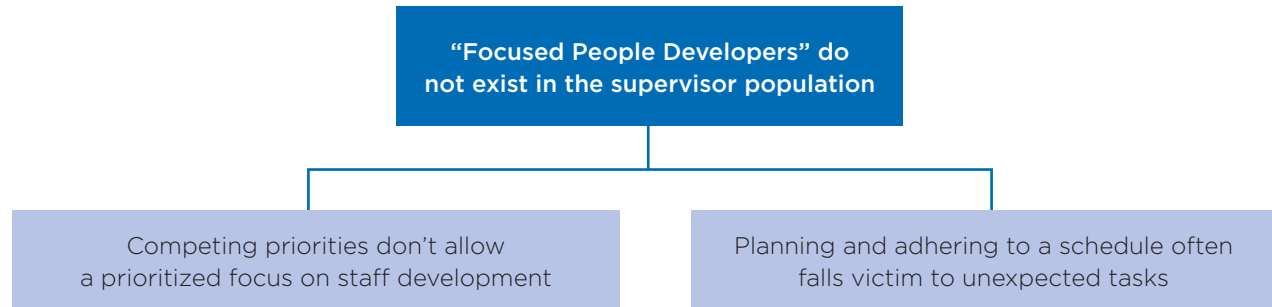 “Focused People Developers” do
not exist in the supervisor population
Competing priorities don’t allow
a prioritized focus on staff development
Planning and adhering to a schedule often
falls victim to unexpected tasks